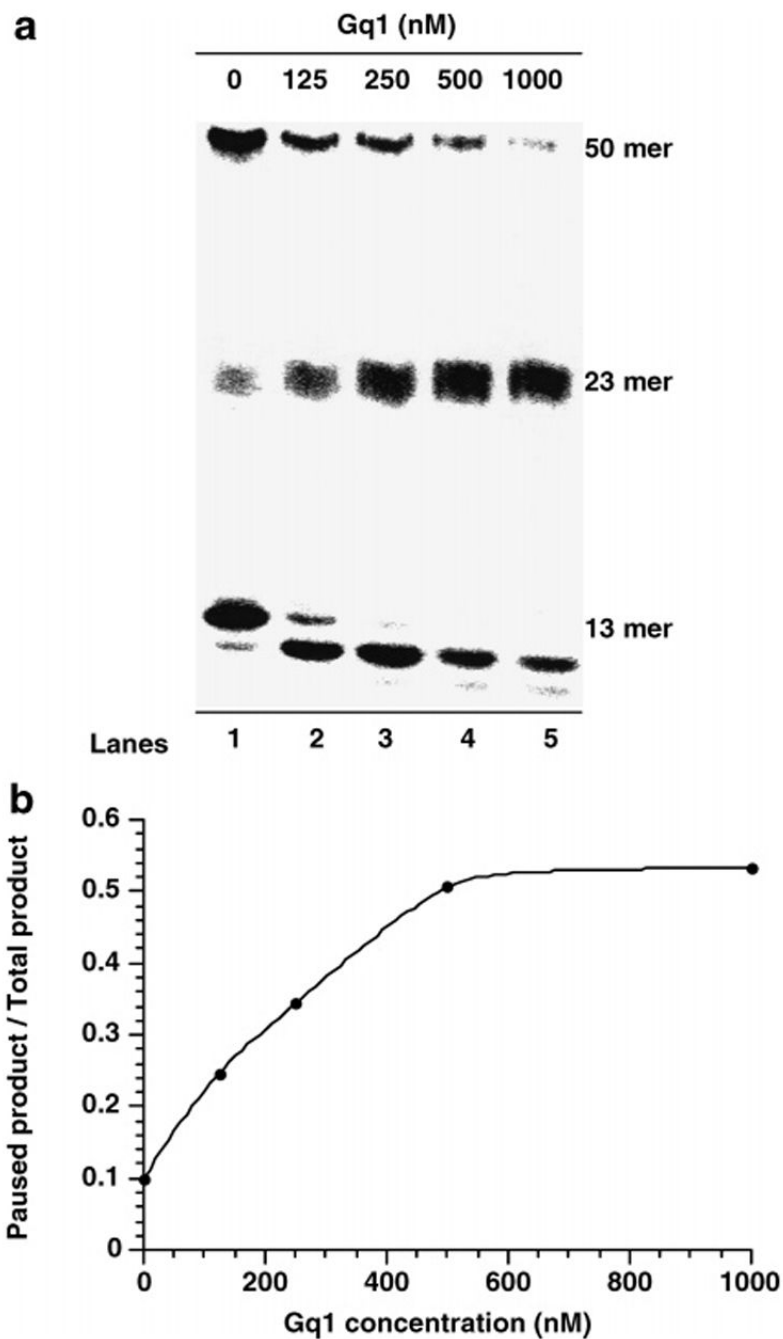 a
Gq1 (nM)
0 125 250 500 1000
50 mer
23 mer
13 mer
Lanes 1 2 3 4 5
b
Paused product / Total product
0.6
0.5
0.4
0.3
0.2
0.1
0
0 200 400 600 800 1000
Gq1 concentration (nM)